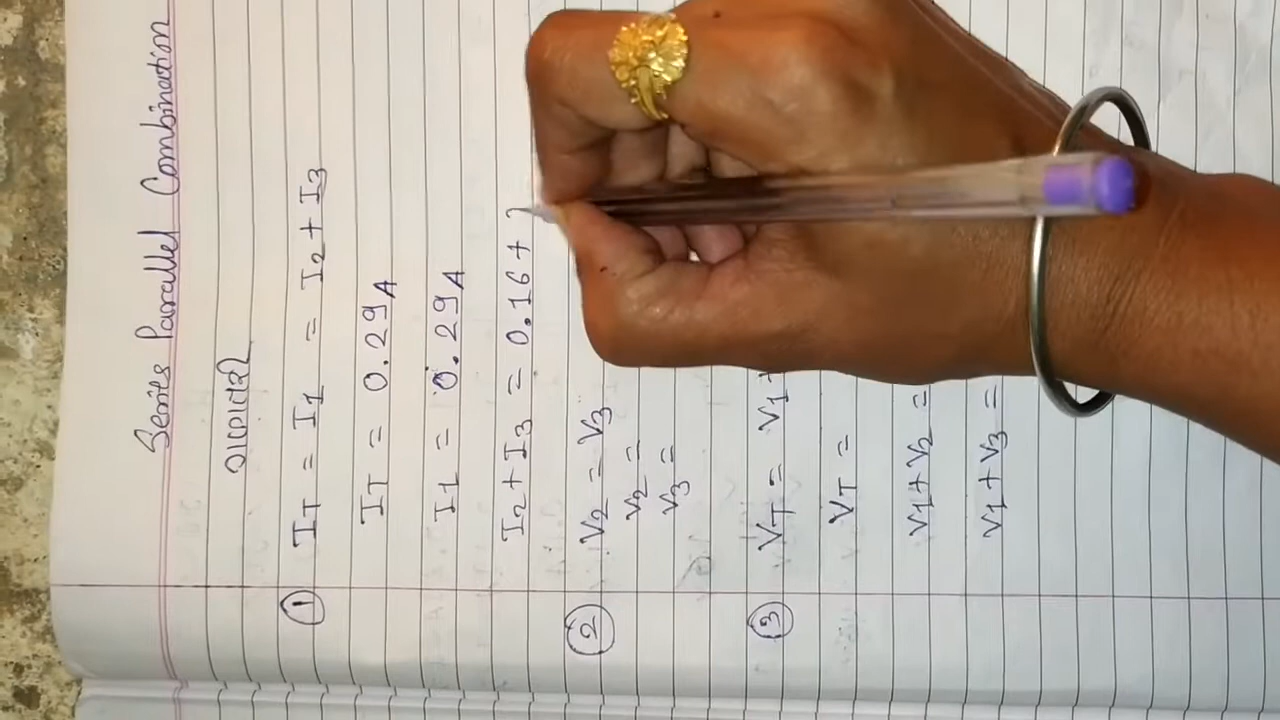 Series Parallel Combination
① IT = I1 = I2 + I3
IT = 0.29A
I1 = 0.29A
I2 + I3 = 0.16 +
② V2 = V3
V2 =
V3 =
③ VT = V1 +
VT =
V1 + V2 =
V1 + V3 =